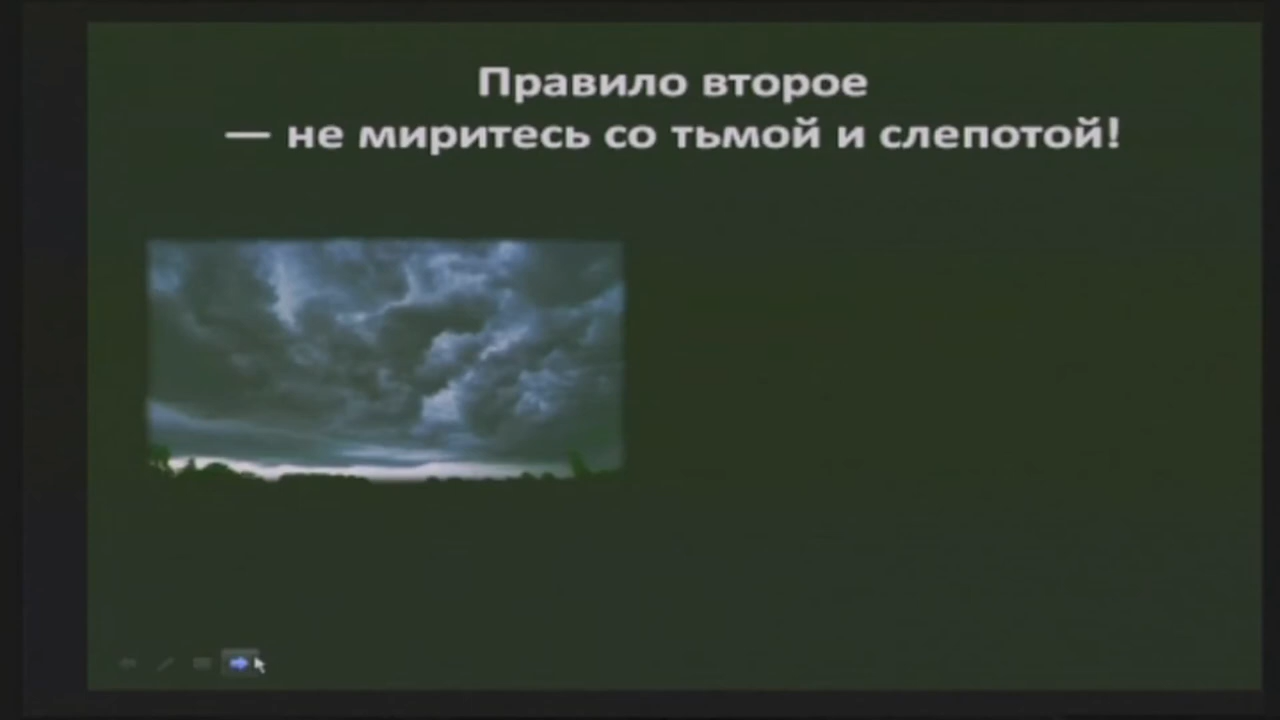 Правило второе
— не миритесь со тьмой и слепотой!